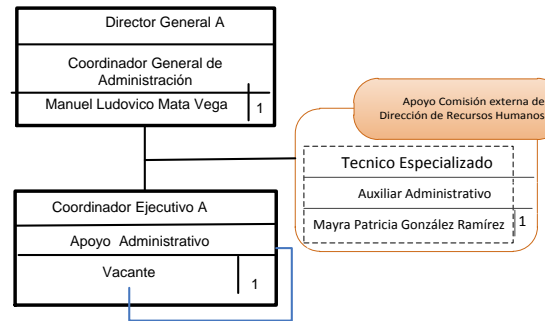 Director General A
Coordinador General de
Administración
Manuel Ludovico Mata Vega 1
Apoyo Comisión externa de
Dirección de Recursos Humanos
Tecnico Especializado
Auxiliar Administrativo
Mayra Patricia González Ramírez 1
Coordinador Ejecutivo A
Apoyo Administrativo
Vacante 1